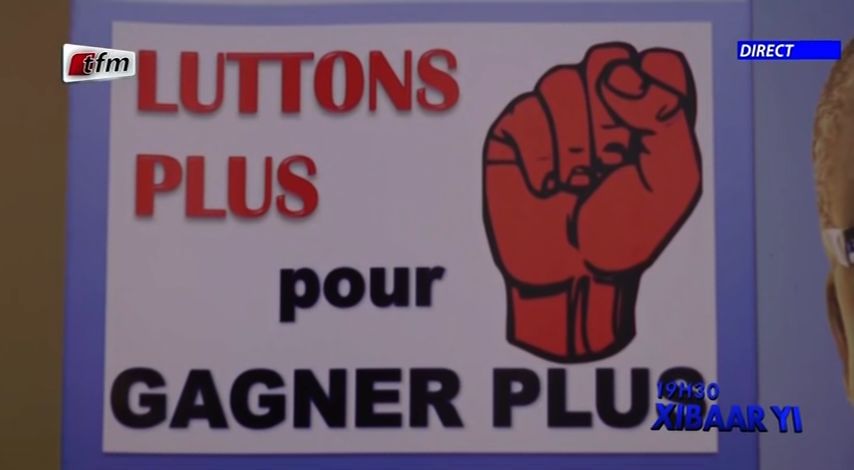 tfm
DIRECT
LUTTONS
PLUS
pour
GAGNER PLUS
19H30
XIBAAR YI